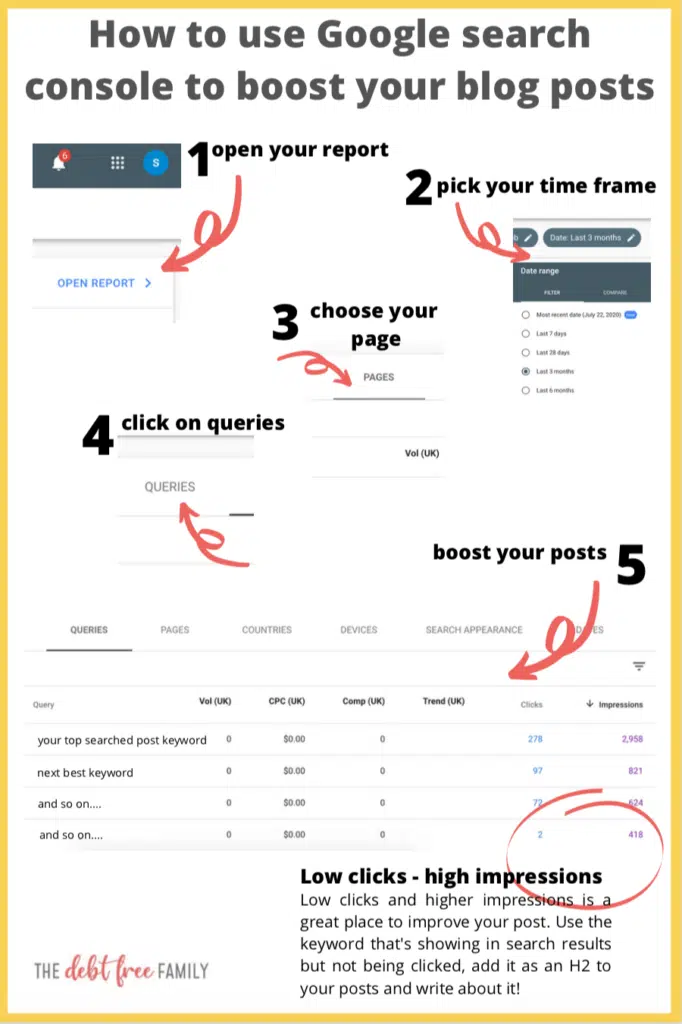 How to use Google search
console to boost your blog posts
6
S
1 open your report
OPEN REPORT
2 pick your time frame
b
Date: Last 3 months
Date range
FILTER
COMPARE
Most recent date (July 22, 2020)
Last 7 days
Last 28 days
Last 3 months
Last 6 months
3 choose your
page
PAGES
Vol (UK)
4 click on queries
QUERIES
boost your posts 5
QUERIES PAGES COUNTRIES DEVICES SEARCH APPEARANCE
Query Vol (UK) CPC (UK) Comp (UK) Trend (UK) Clicks Impressions
your top searched post keyword 0 $0.00 0 278 2,958
next best keyword 0 $0.00 0 97 821
and so on.... 0 $0.00 0 72 624
and so on.... 0 $0.00 0 2 418
Low clicks - high impressions
Low clicks and higher impressions is a
great place to improve your post. Use the
keyword that's showing in search results
but not being clicked, add it as an H2 to
your posts and write about it!
THE debt free FAMILY